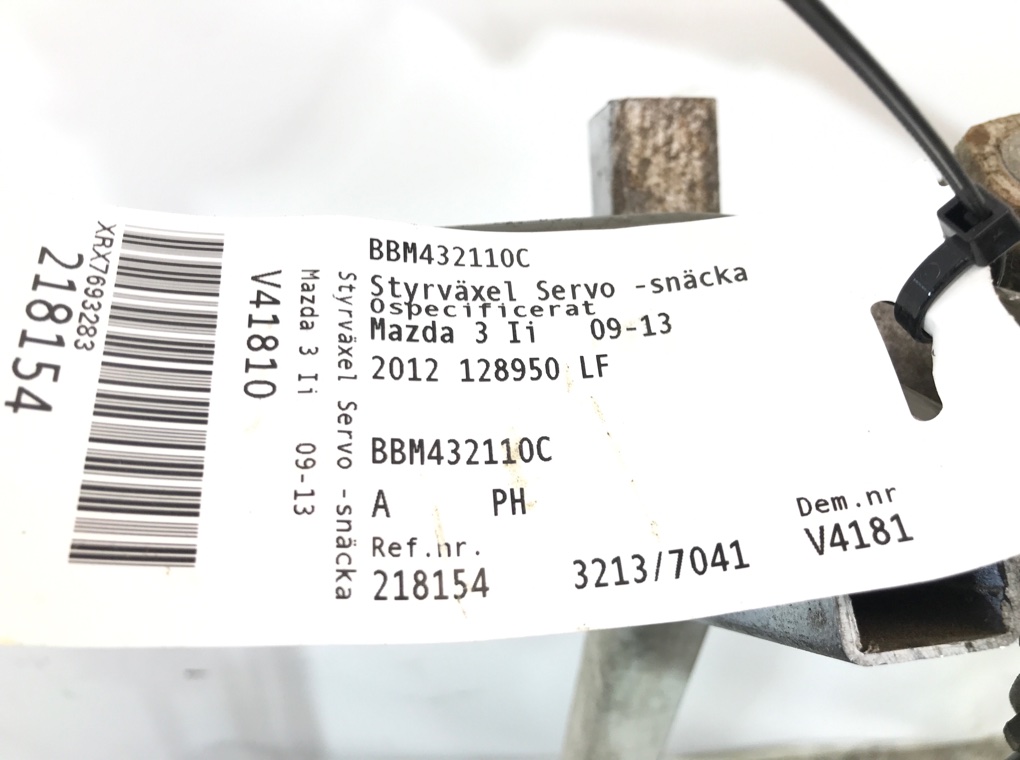 BBM432110C
Styrväxel Servo -snäcka
Ospecificerat
Mazda 3 Ii 09-13
2012 128950 LF
BBM432110C
A PH
Ref.nr.
218154
3213/7041
Dem.nr
V4181
Styrväxel Servo -snäcka
Mazda 3 Ii 09-13
V41810
XRX7693283
218154